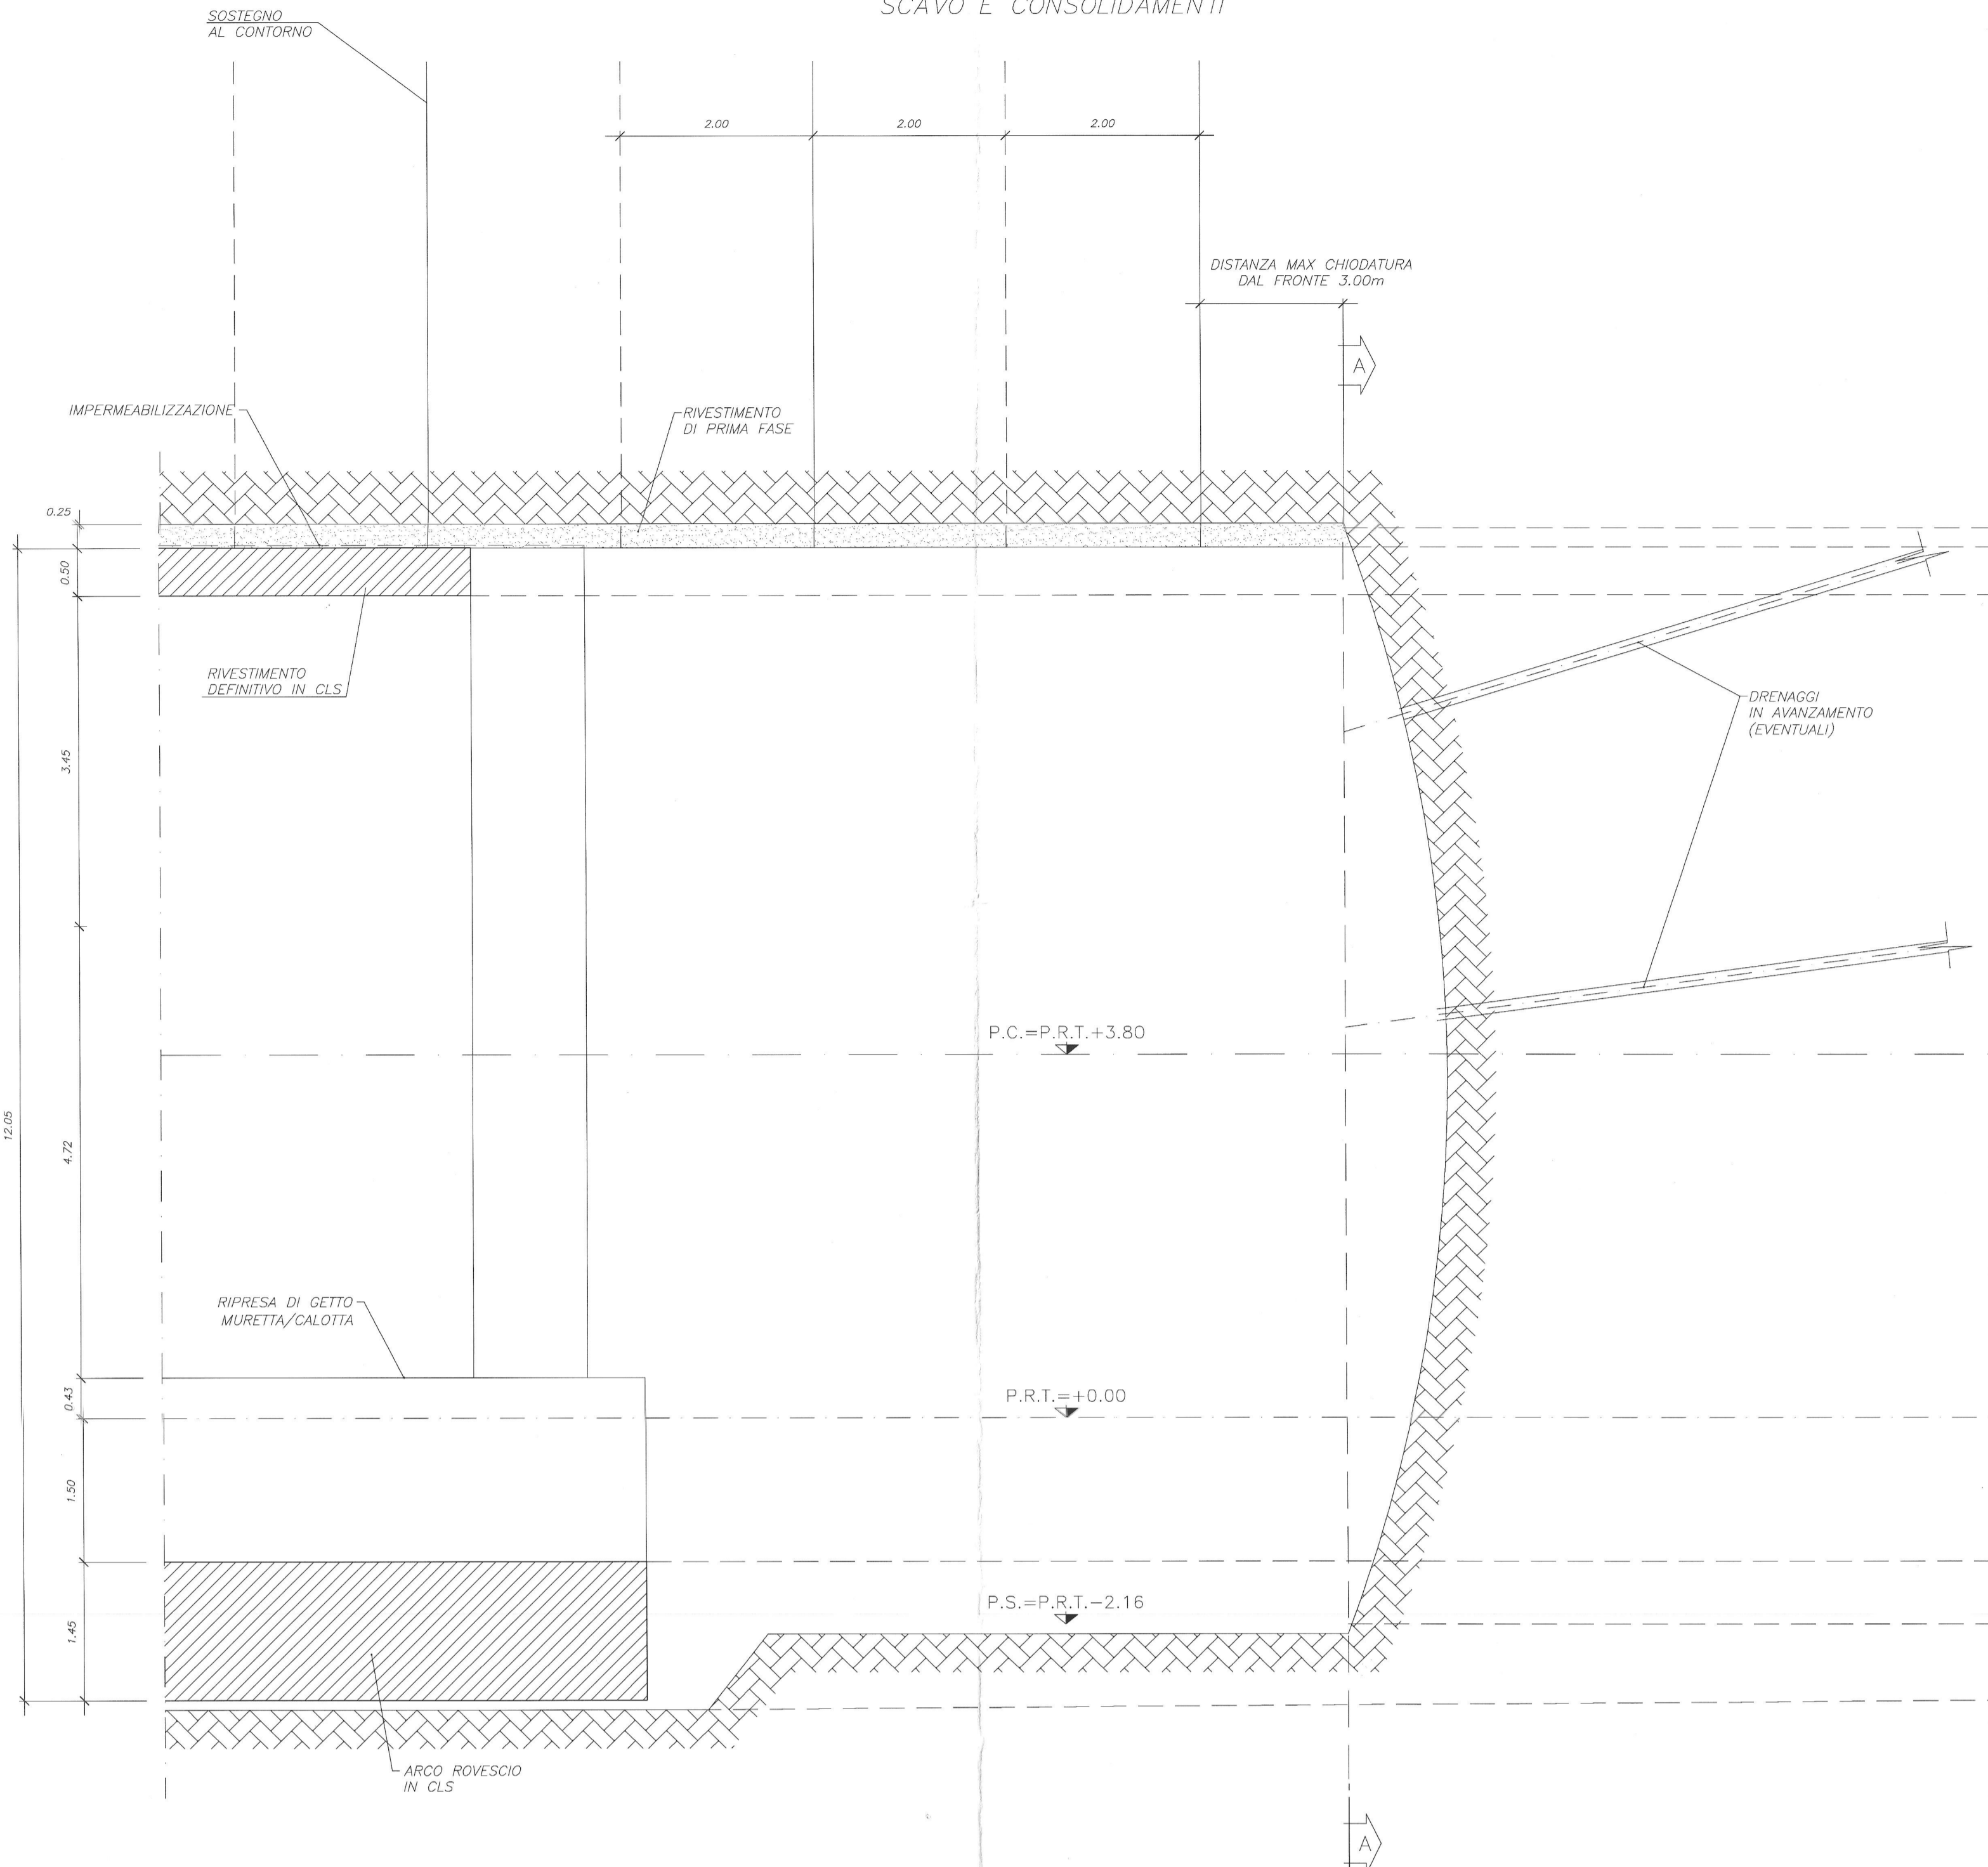 SCAVO E CONSOLIDAMENTI
SOSTEGNO
AL CONTORNO
2.00
2.00
2.00
DISTANZA MAX CHIODATURA
DAL FRONTE 3.00m
A
IMPERMEABILIZZAZIONE
RIVESTIMENTO
DI PRIMA FASE
0.25
0.50
RIVESTIMENTO
DEFINITIVO IN CLS
DRENAGGI
IN AVANZAMENTO
(EVENTUALI)
3.45
P.C.=P.R.T.+3.80
12.05
4.72
RIPRESA DI GETTO
MURETTA/CALOTTA
0.43
P.R.T.=+0.00
1.50
P.S.=P.R.T.−2.16
1.45
ARCO ROVESCIO
IN CLS
A